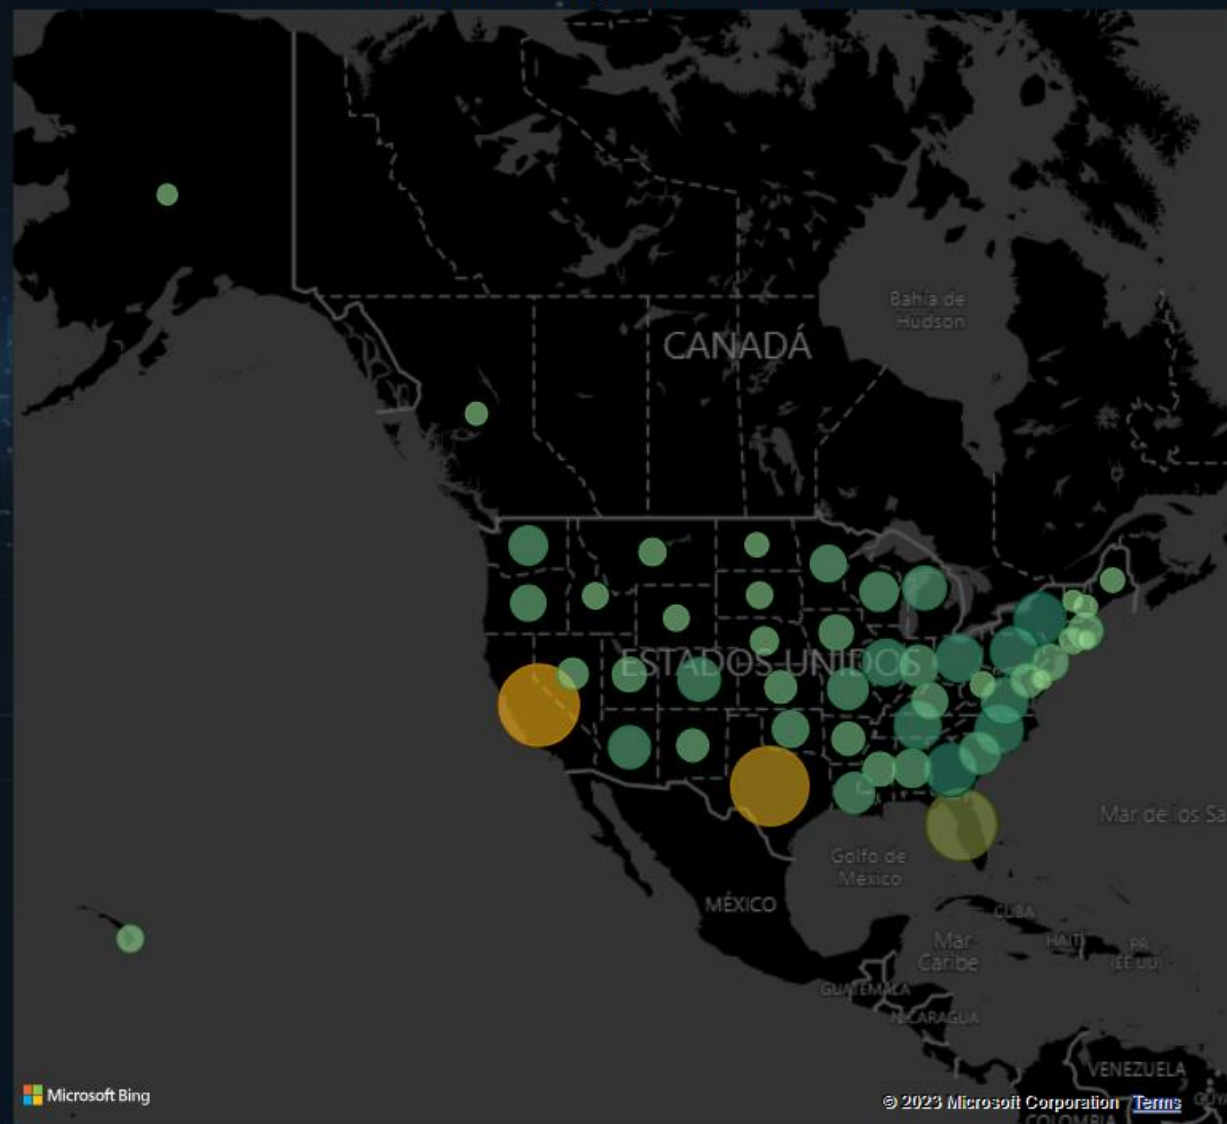 Bahía de
Hudson
CANADÁ
ESTADOS UNIDOS
Golfo de
México
MÉXICO
CUBA
Mar
Caribe
HAITÍ
PR
(EE UU)
GUATEMALA
NICARAGUA
Mar de los Sa
VENEZUELA
COLOMBIA
Microsoft Bing
© 2023 Microsoft Corporation Terms